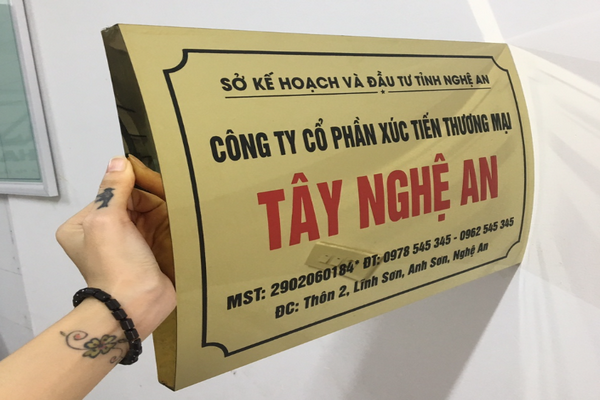 SỞ KẾ HOẠCH VÀ ĐẦU TƯ TỈNH NGHỆ AN
CÔNG TY CỔ PHẦN XÚC TIẾN THƯƠNG MẠI
TÂY NGHỆ AN
MST: 2902060184* ĐT: 0978 545 345 - 0962 545 345
ĐC: Thôn 2, Lĩnh Sơn, Anh Sơn, Nghệ An